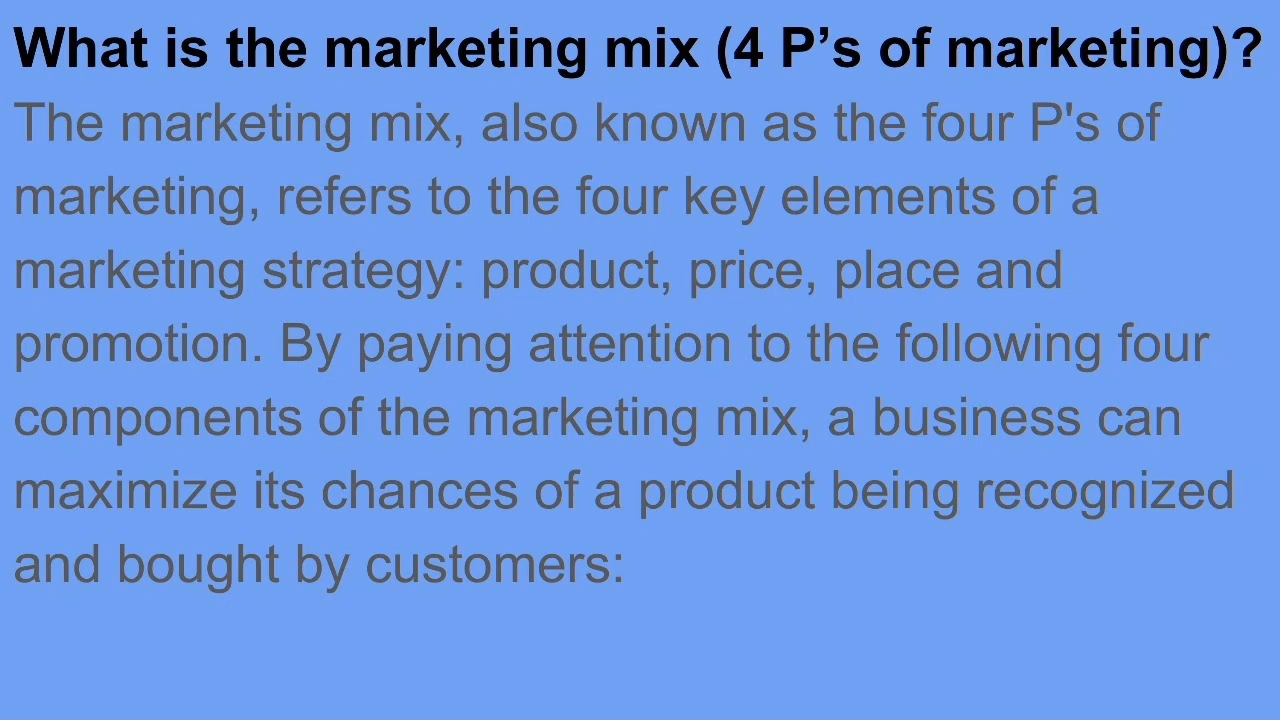 What is the marketing mix (4 P’s of marketing)?
The marketing mix, also known as the four P's of
marketing, refers to the four key elements of a
marketing strategy: product, price, place and
promotion. By paying attention to the following four
components of the marketing mix, a business can
maximize its chances of a product being recognized
and bought by customers: